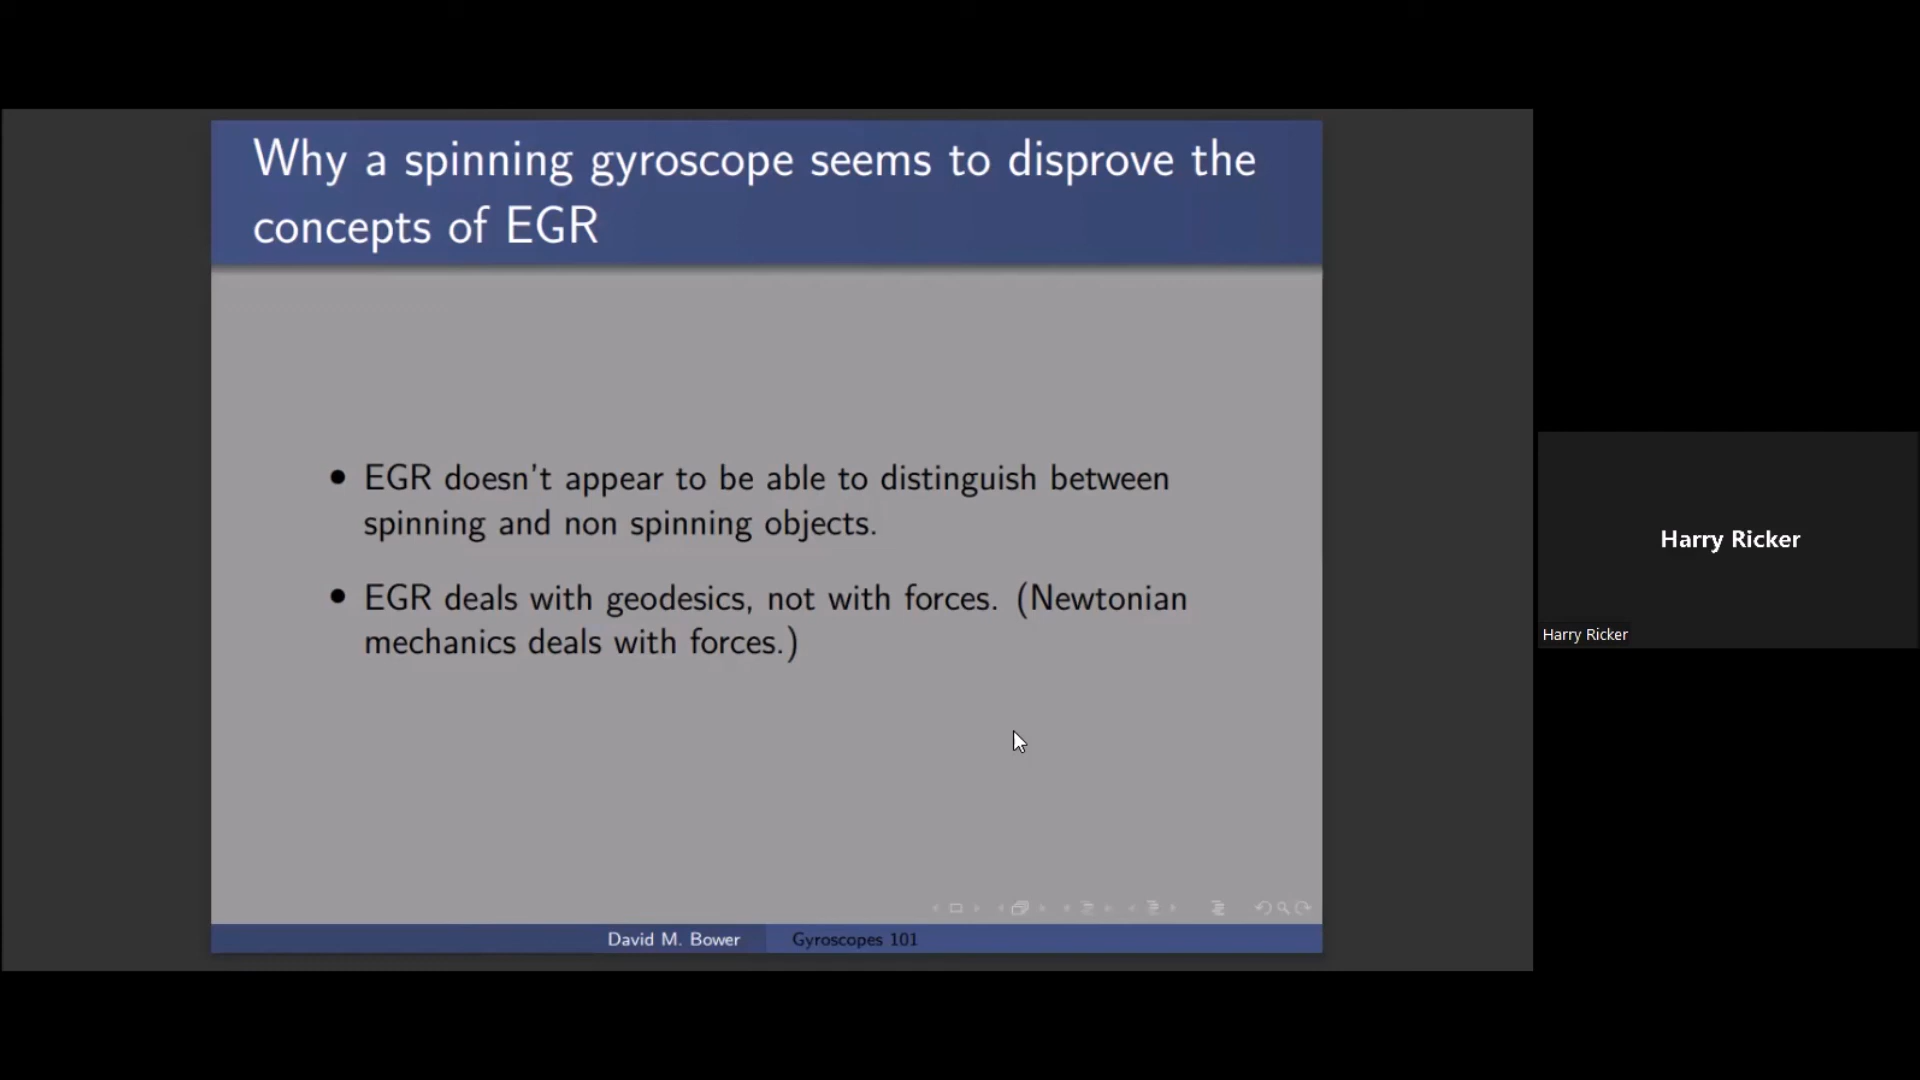 Why a spinning gyroscope seems to disprove the
concepts of EGR
• EGR doesn't appear to be able to distinguish between
spinning and non spinning objects.
• EGR deals with geodesics, not with forces. (Newtonian
mechanics deals with forces.)
David M. Bower
Gyroscopes 101
Harry Ricker
Harry Ricker